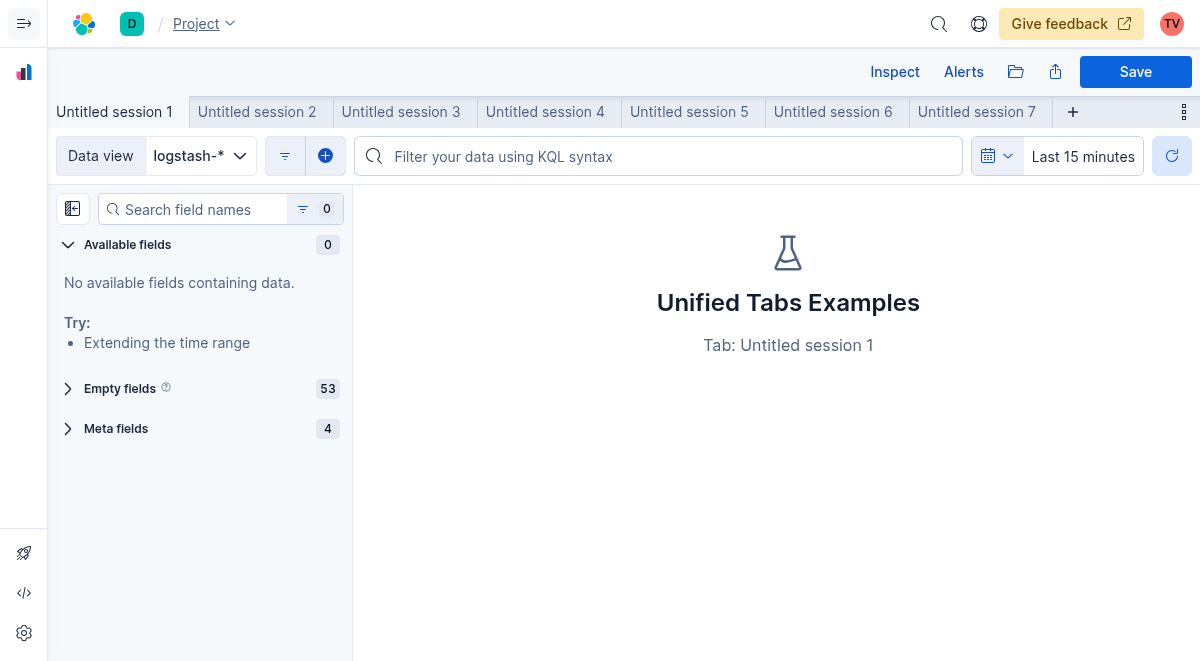 D
Project
Give feedback
TV
Inspect
Alerts
Save
Untitled session 1
Untitled session 2
Untitled session 3
Untitled session 4
Untitled session 5
Untitled session 6
Untitled session 7
Data view
logstash-*
Filter your data using KQL syntax
Last 15 minutes
Search field names
0
Available fields
0
No available fields containing data.
Try:
• Extending the time range
Empty fields
53
Meta fields
4
Unified Tabs Examples
Tab: Untitled session 1